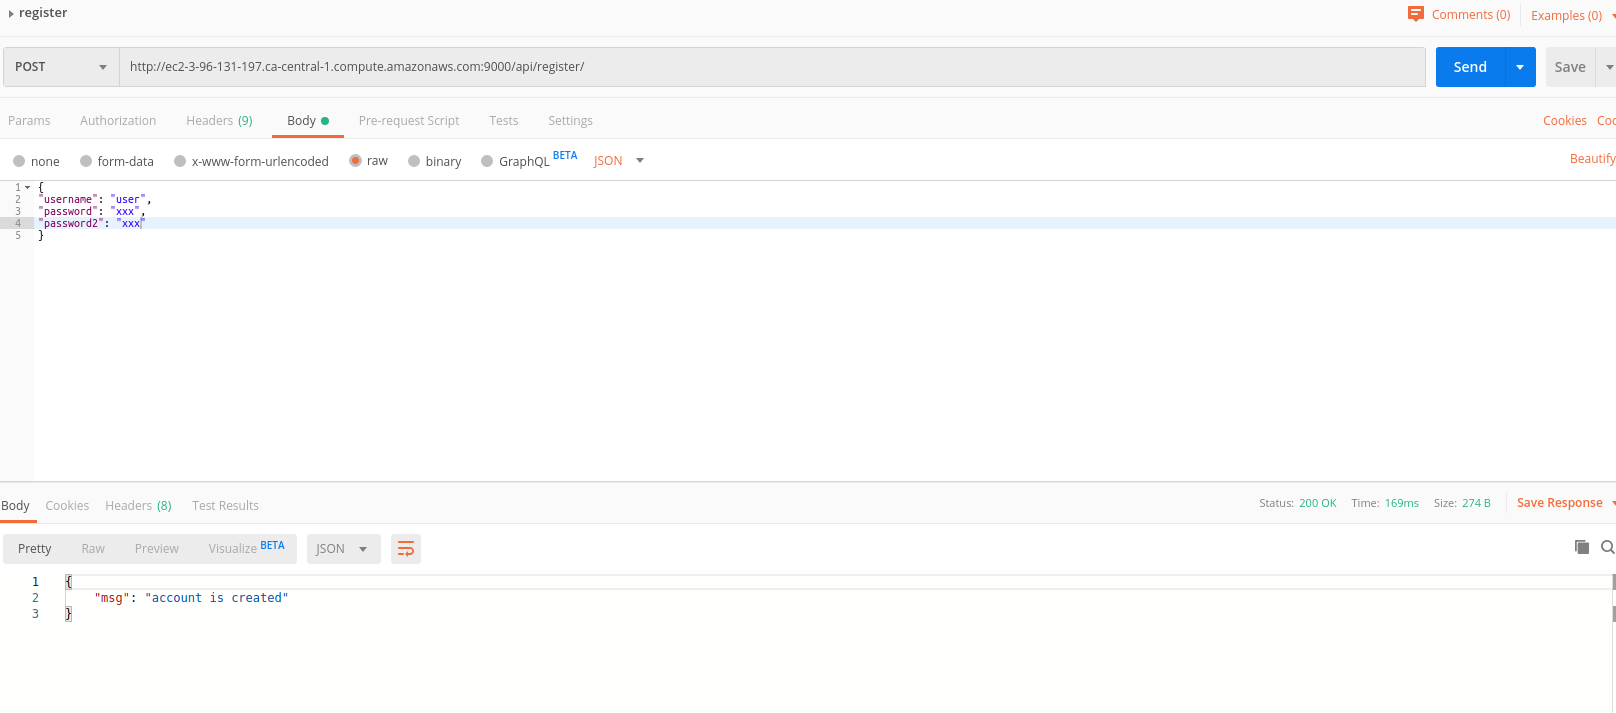 register
Comments (0) Examples (0)
POST http://ec2-3-96-131-197.ca-central-1.compute.amazonaws.com:9000/api/register/ Send Save
Params Authorization Headers (9) Body Pre-request Script Tests Settings Cookies
none form-data x-www-form-urlencoded raw binary GraphQL BETA JSON Beautify
1 {
2 "username": "user",
3 "password": "xxx",
4 "password2": "xxx"
5 }
Body Cookies Headers (8) Test Results Status: 200 OK Time: 169ms Size: 274 B Save Response
Pretty Raw Preview Visualize BETA JSON
1 {
2 "msg": "account is created"
3 }